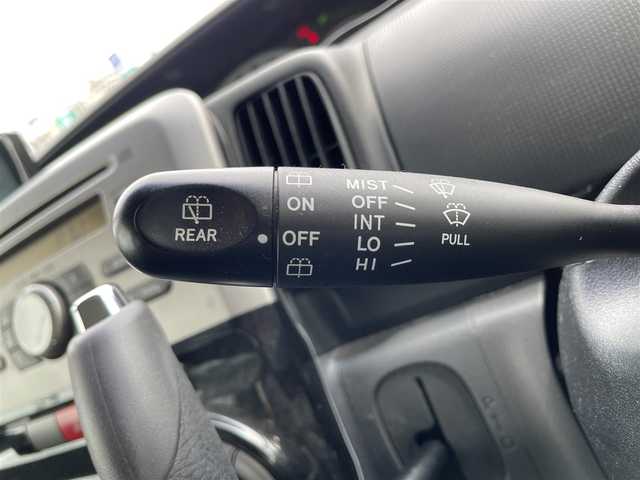 REAR
ON
OFF
MIST
OFF
INT
LO
HI
PULL